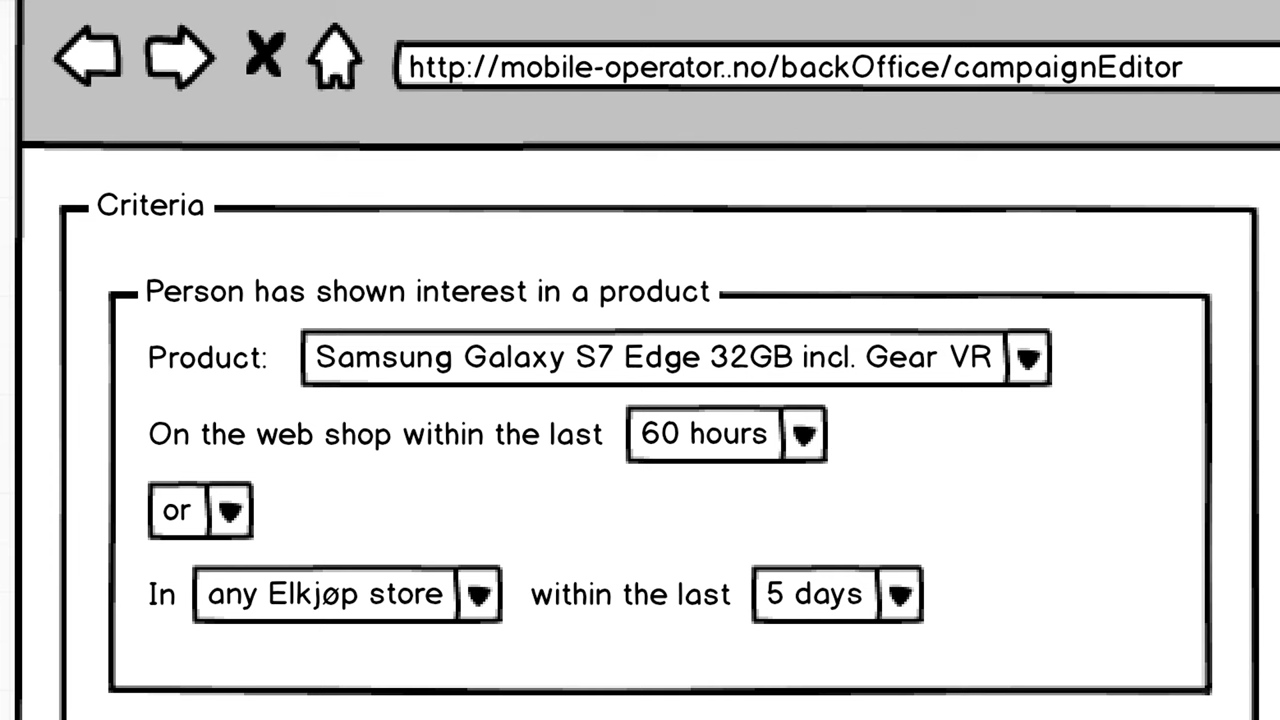 http://mobile-operator..no/backOffice/campaignEditor
Criteria
Person has shown interest in a product
Product: Samsung Galaxy S7 Edge 32GB incl. Gear VR
On the web shop within the last 60 hours
or
In any Elkjøp store within the last 5 days